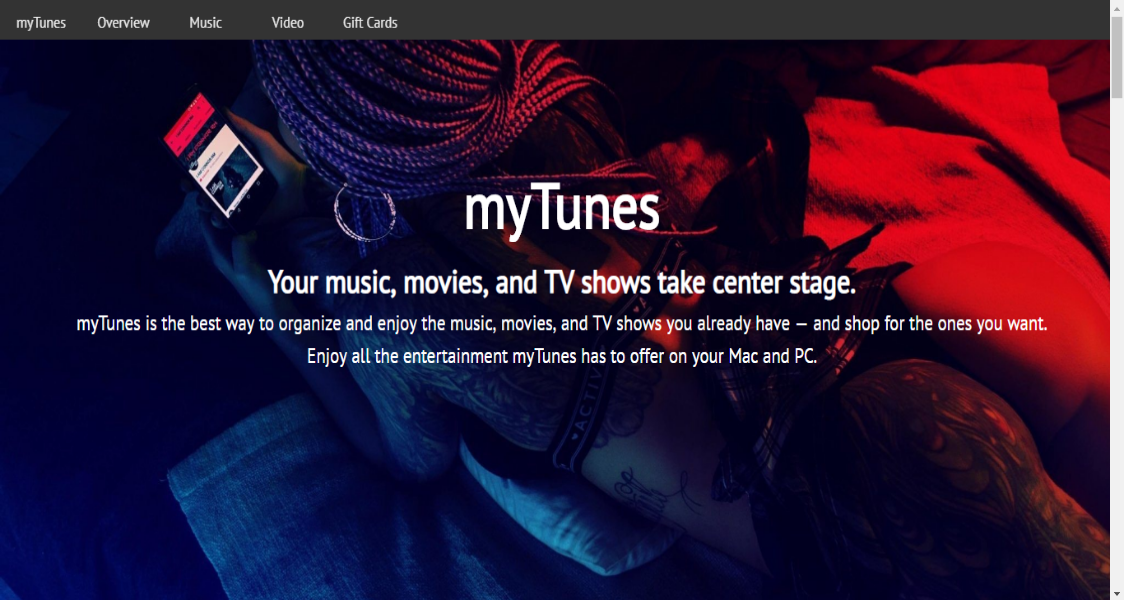 myTunes Overview Music Video Gift Cards
myTunes
Your music, movies, and TV shows take center stage.
myTunes is the best way to organize and enjoy the music, movies, and TV shows you already have — and shop for the ones you want.
Enjoy all the entertainment myTunes has to offer on your Mac and PC.
ACTIV